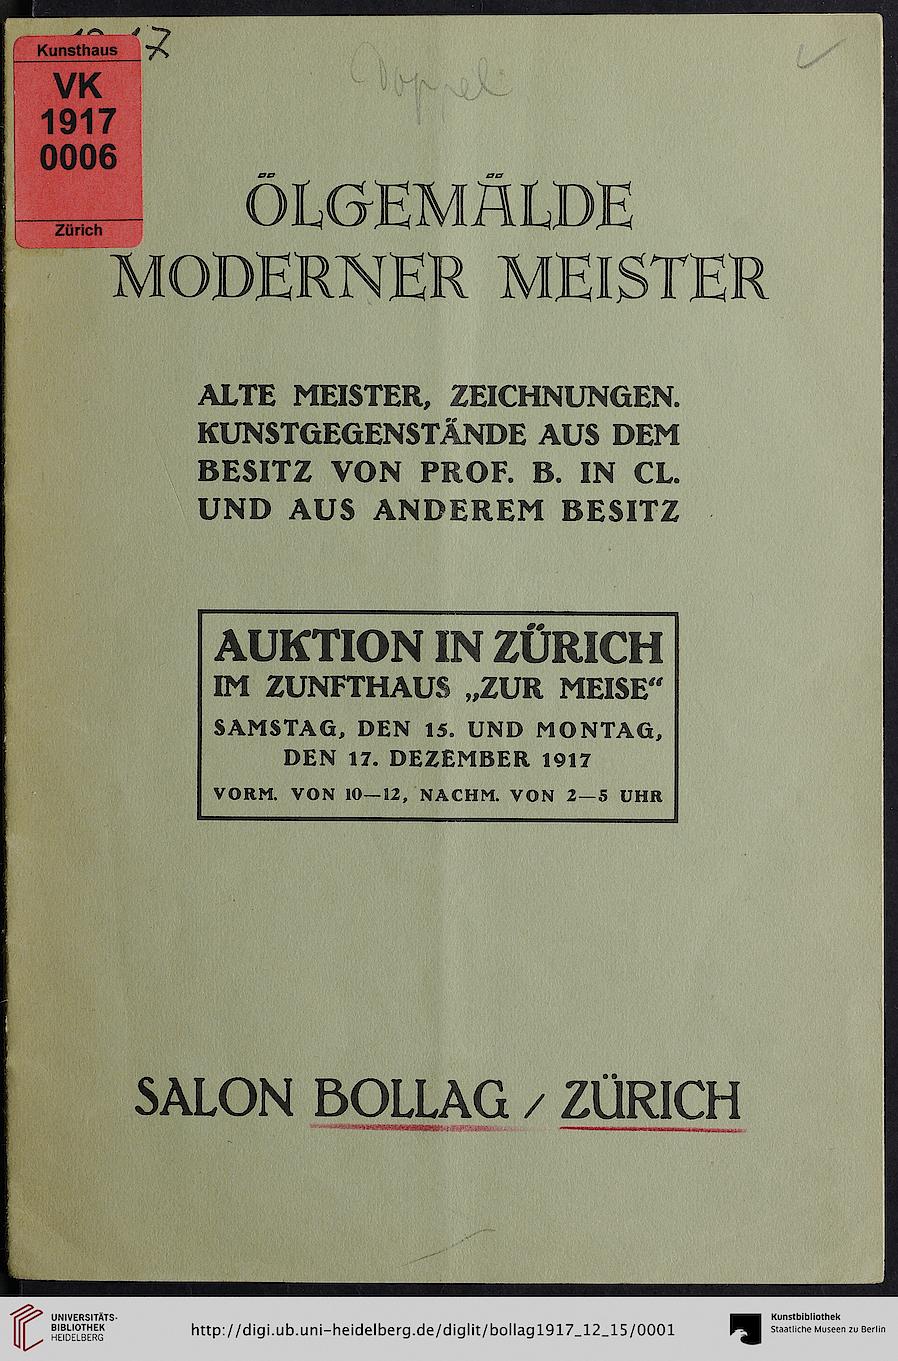 Kunsthaus
VK
1917
0006
Zürich
Doppel
ÖLGEMÄLDE
MODERNER MEISTER
ALTE MEISTER, ZEICHNUNGEN.
KUNSTGEGENSTÄNDE AUS DEM
BESITZ VON PROF. B. IN CL.
UND AUS ANDEREM BESITZ
AUKTION IN ZÜRICH
IM ZUNFTHAUS „ZUR MEISE“
SAMSTAG, DEN 15. UND MONTAG,
DEN 17. DEZEMBER 1917
VORM. VON 10—12, NACHM. VON 2—5 UHR
SALON BOLLAG / ZÜRICH
UNIVERSITÄTS-
BIBLIOTHEK
HEIDELBERG
http://digi.ub.uni-heidelberg.de/diglit/bollag1917_12_15/0001
Kunstbibliothek
Staatliche Museen zu Berlin